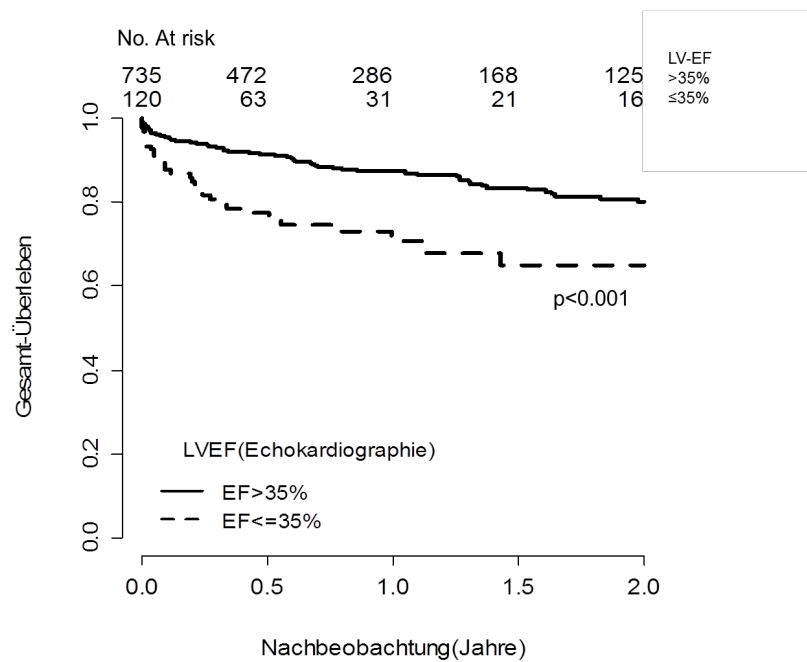 No. At risk
735 472 286 168 125
120 63 31 21 16
LV-EF
>35%
≤35%
1.0
0.8
0.6
0.4
0.2
0.0
Gesamt-Überleben
p<0.001
LVEF(Echokardiographie)
EF>35%
EF<=35%
0.0 0.5 1.0 1.5 2.0
Nachbeobachtung(Jahre)